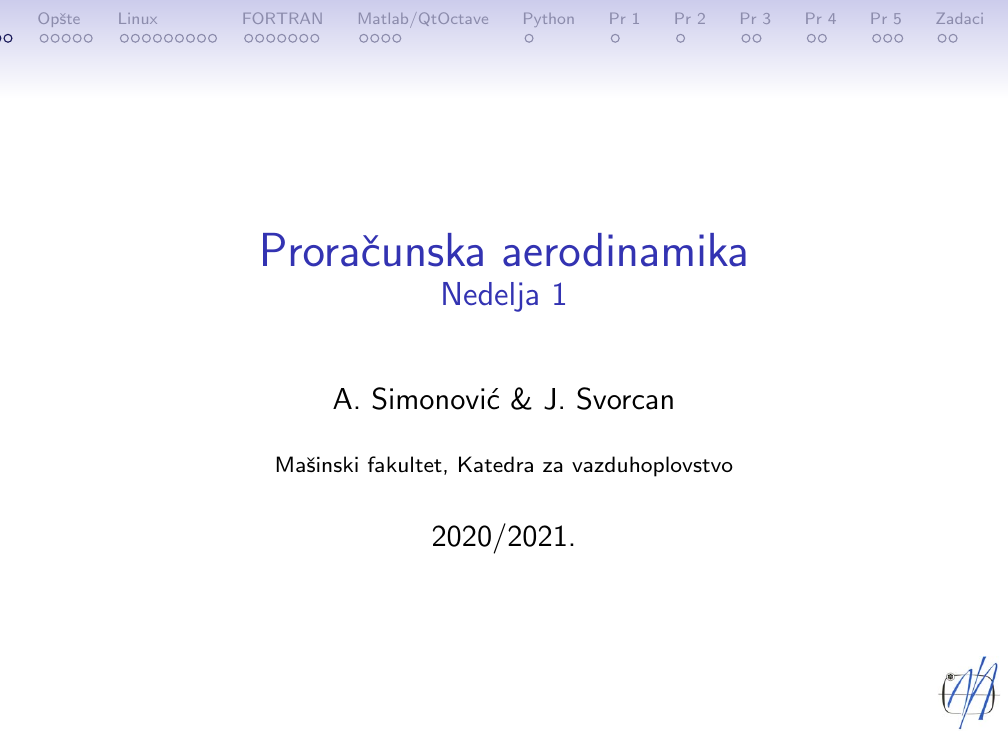 Opšte Linux FORTRAN Matlab/QtOctave Python Pr 1 Pr 2 Pr 3 Pr 4 Pr 5 Zadaci
Proračunska aerodinamika
Nedelja 1
A. Simonović & J. Svorcan
Mašinski fakultet, Katedra za vazduhoplovstvo
2020/2021.